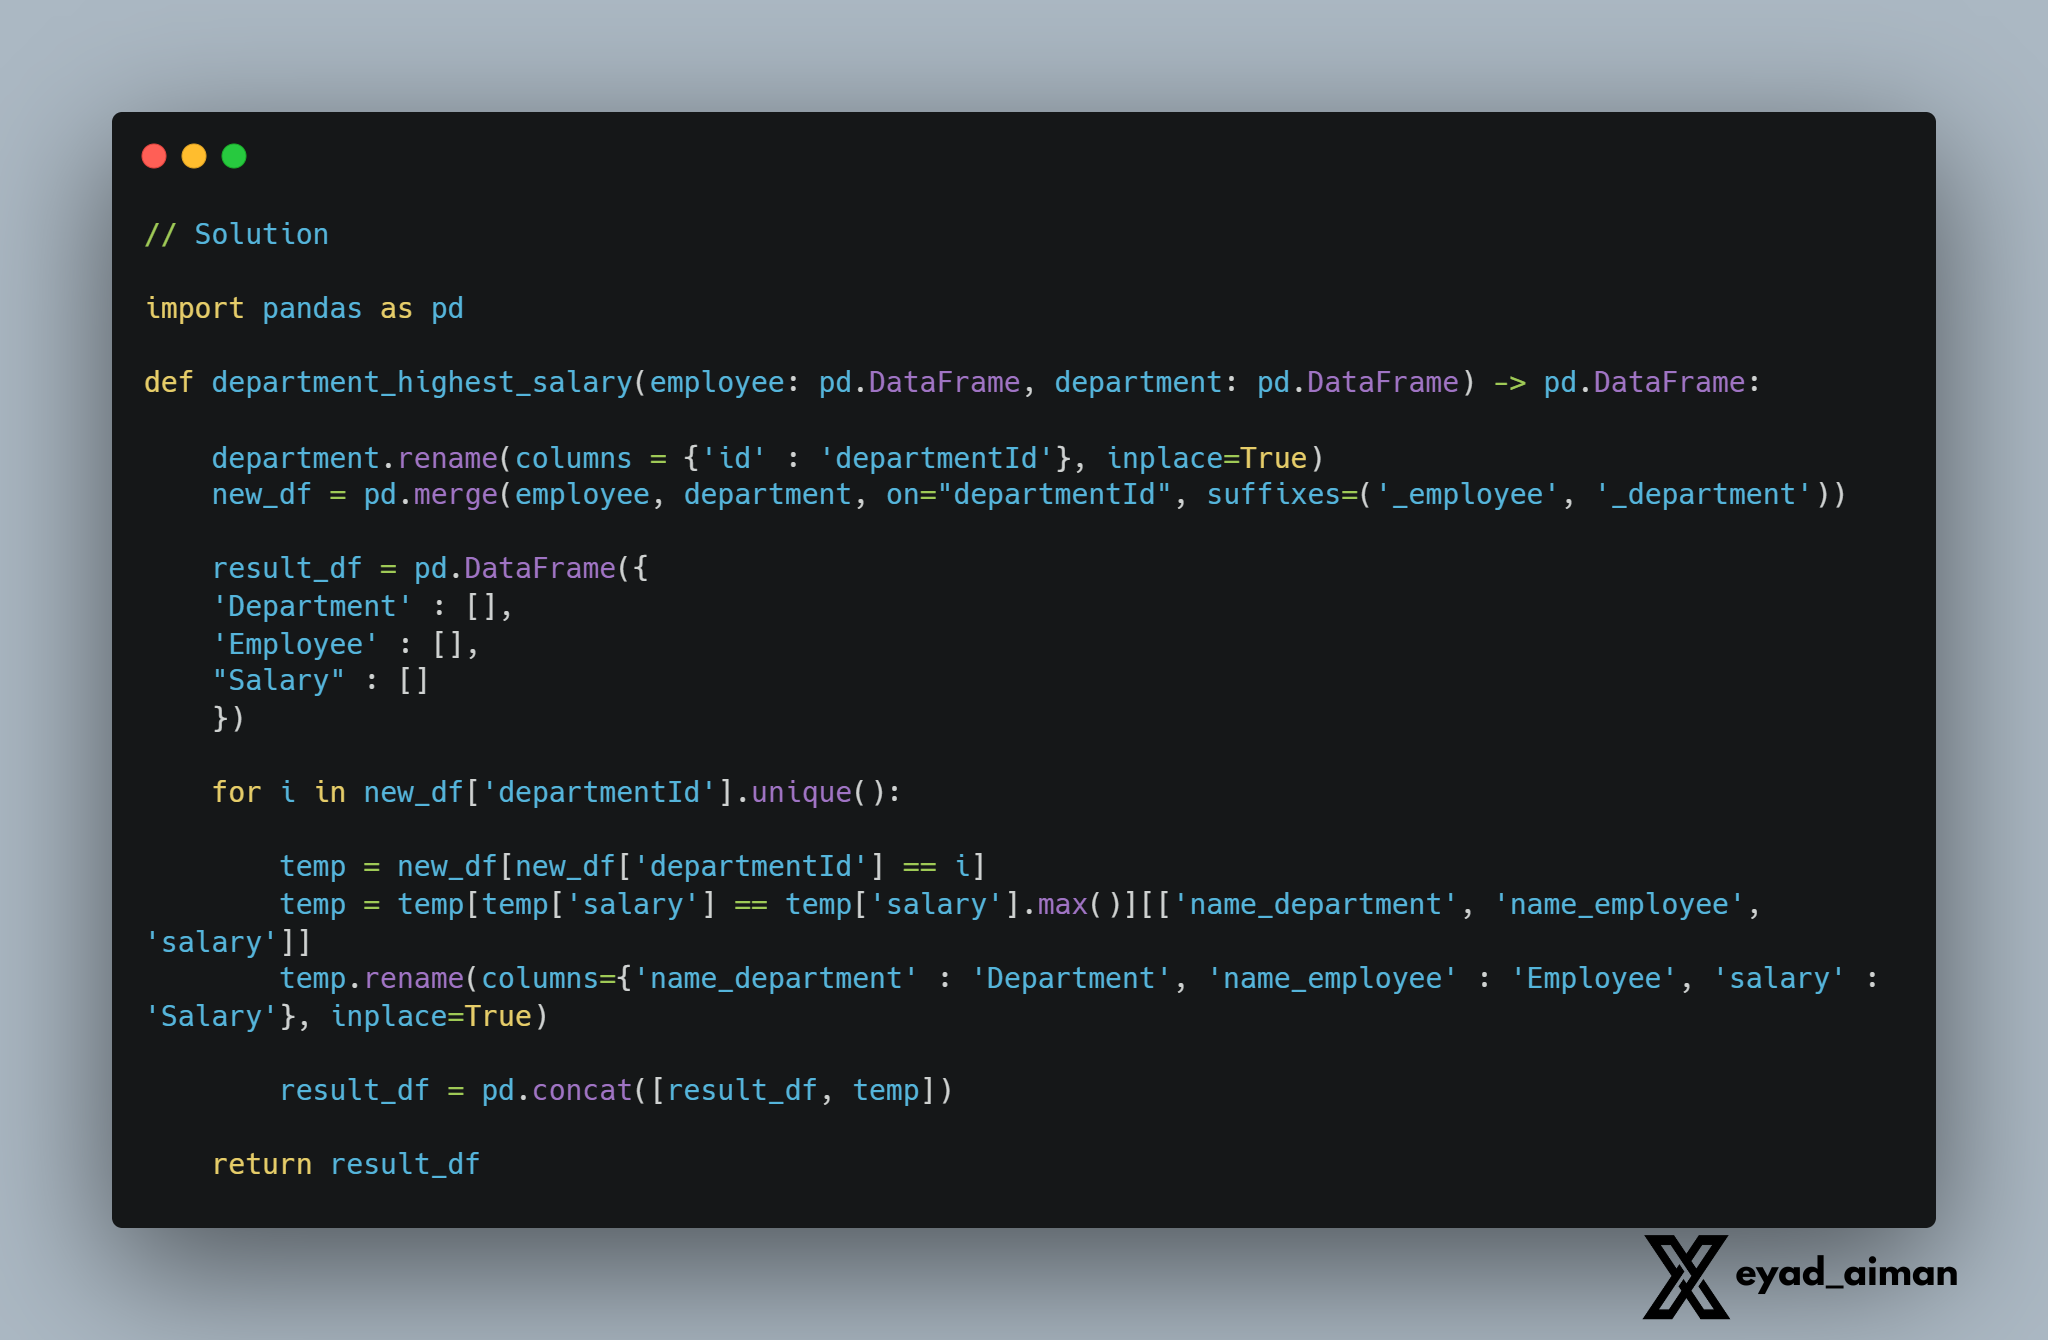 // Solution

import pandas as pd

def department_highest_salary(employee: pd.DataFrame, department: pd.DataFrame) -> pd.DataFrame:

    department.rename(columns = {'id' : 'departmentId'}, inplace=True)
    new_df = pd.merge(employee, department, on="departmentId", suffixes=('_employee', '_department'))

    result_df = pd.DataFrame({
    'Department' : [],
    'Employee' : [],
    "Salary" : []
    })

    for i in new_df['departmentId'].unique():

        temp = new_df[new_df['departmentId'] == i]
        temp = temp[temp['salary'] == temp['salary'].max()][['name_department', 'name_employee',
'salary']]
        temp.rename(columns={'name_department' : 'Department', 'name_employee' : 'Employee', 'salary' :
'Salary'}, inplace=True)

        result_df = pd.concat([result_df, temp])

    return result_df
eyad_aiman